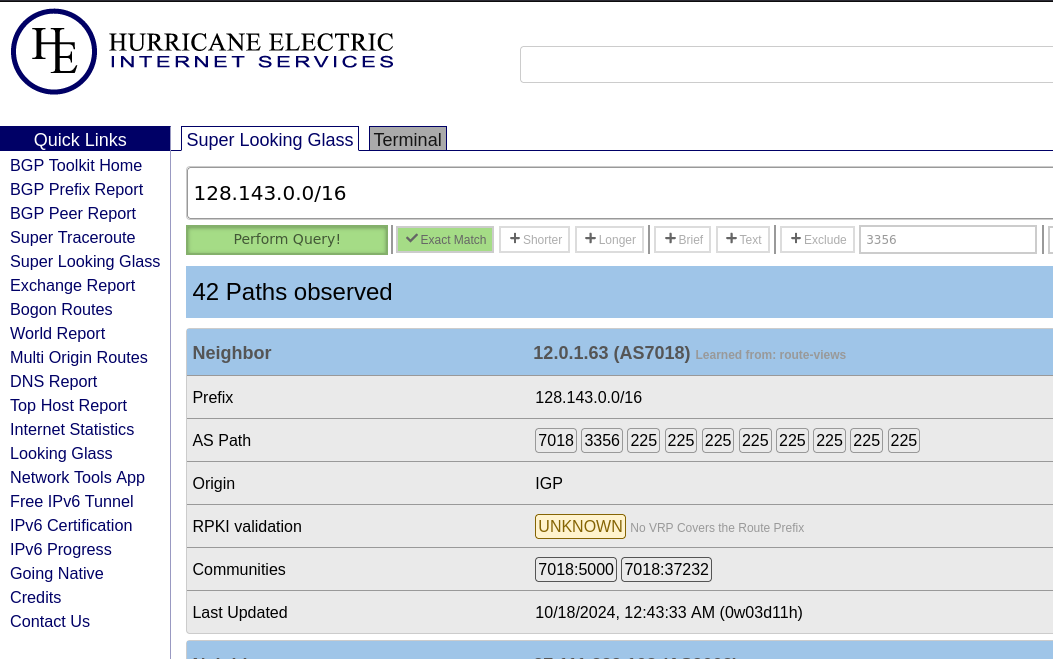 HE
HURRICANE ELECTRIC
INTERNET SERVICES
Quick Links
BGP Toolkit Home
BGP Prefix Report
BGP Peer Report
Super Traceroute
Super Looking Glass
Exchange Report
Bogon Routes
World Report
Multi Origin Routes
DNS Report
Top Host Report
Internet Statistics
Looking Glass
Network Tools App
Free IPv6 Tunnel
IPv6 Certification
IPv6 Progress
Going Native
Credits
Contact Us
Super Looking Glass Terminal
128.143.0.0/16
Perform Query! Exact Match Shorter Longer Brief Text Exclude 3356
42 Paths observed
Neighbor 12.0.1.63 (AS7018) Learned from: route-views
Prefix 128.143.0.0/16
AS Path 7018 3356 225 225 225 225 225 225 225 225
Origin IGP
RPKI validation UNKNOWN No VRP Covers the Route Prefix
Communities 7018:5000 7018:37232
Last Updated 10/18/2024, 12:43:33 AM (0w03d11h)